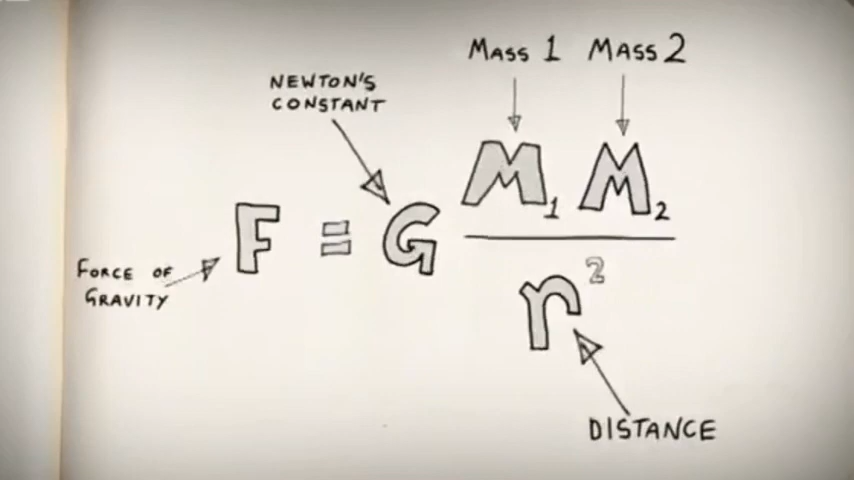 Mass 1 Mass 2
NEWTON'S
CONSTANT
F = G M₁ M₂
r²
FORCE OF
GRAVITY
DISTANCE